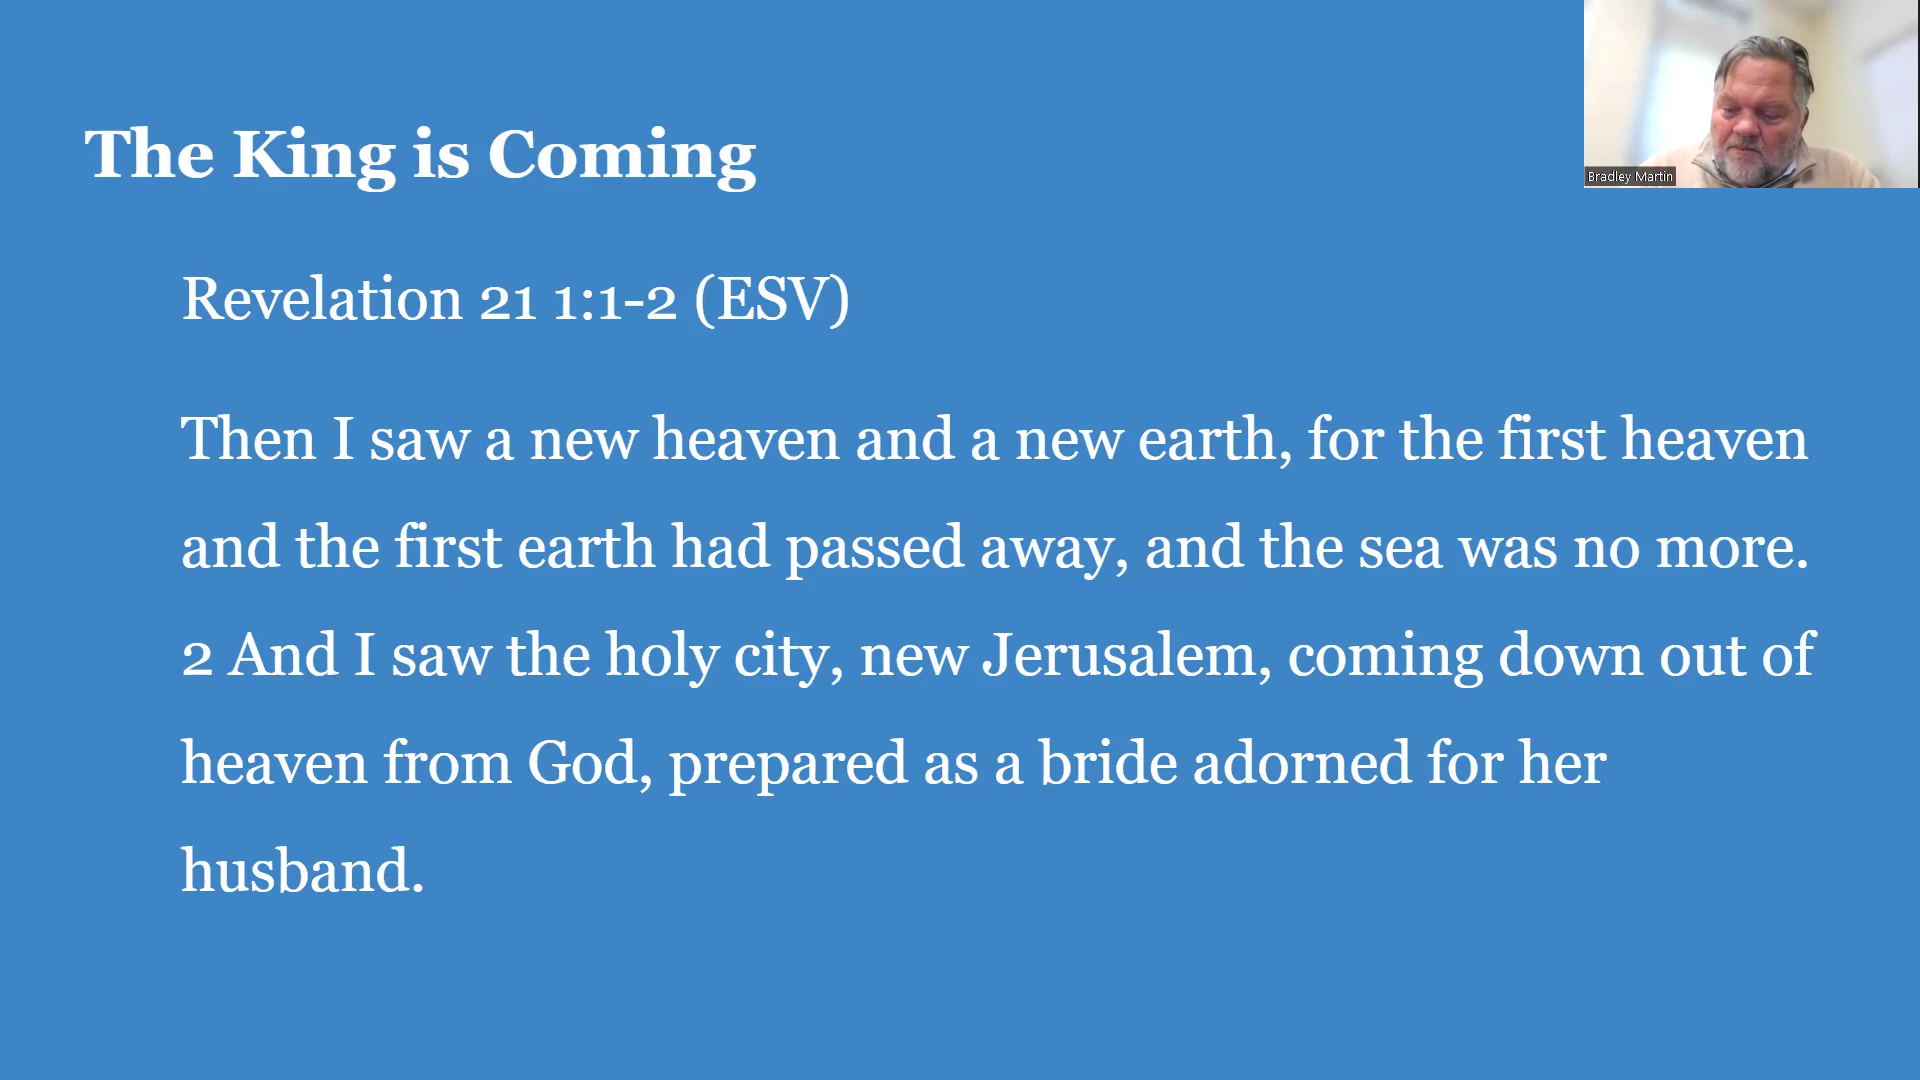 The King is Coming
Bradley Martin
Revelation 21 1:1-2 (ESV)
Then I saw a new heaven and a new earth, for the first heaven
and the first earth had passed away, and the sea was no more.
2 And I saw the holy city, new Jerusalem, coming down out of
heaven from God, prepared as a bride adorned for her
husband.